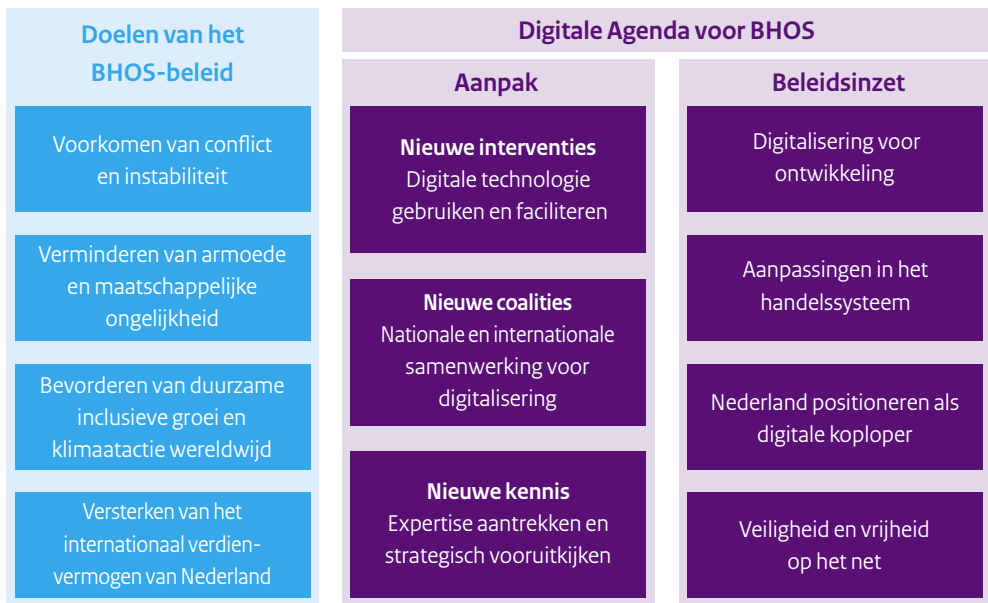 Doelen van het
BHOS-beleid
Voorkomen van conflict
en instabiliteit
Verminderen van armoede
en maatschappelijke
ongelijkheid
Bevorderen van duurzame
inclusieve groei en
klimaatactie wereldwijd
Versterken van het
internationaal verdien-
vermogen van Nederland
Digitale Agenda voor BHOS
Aanpak
Nieuwe interventies
Digitale technologie
gebruiken en faciliteren
Nieuwe coalities
Nationale en internationale
samenwerking voor
digitalisering
Nieuwe kennis
Expertise aantrekken en
strategisch vooruitkijken
Beleidsinzet
Digitalisering voor
ontwikkeling
Aanpassingen in het
handelssysteem
Nederland positioneren als
digitale koploper
Veiligheid en vrijheid
op het net